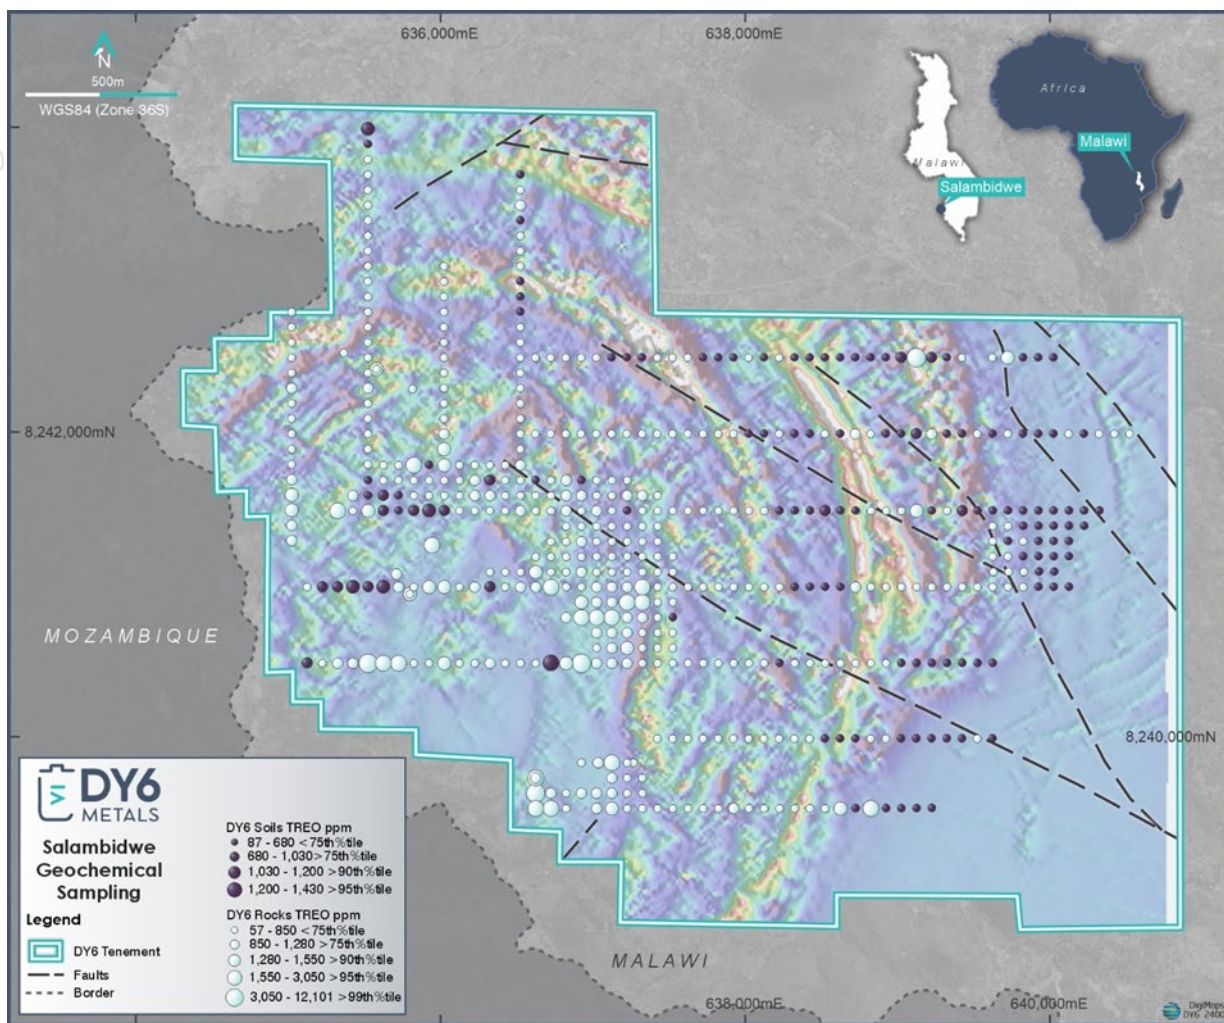 636,000mE
638,000mE
N
500m
WGS84 (Zone 36S)
Africa
Malawi
Malawi
Salambidwe
8,242,000mN
MOZAMBIQUE
8,240,000mN
DY6
METALS
Salambidwe
Geochemical
Sampling
Legend
DY6 Tenement
Faults
Border
DY6 Soils TREO ppm
87 - 680 <75th%tile
680 - 1,030>75th%tile
1,030 - 1,200 >90th%tile
1,200 - 1,430 >95th%tile
DY6 Rocks TREO ppm
57 - 850 <75th%tile
850 - 1,280 >75th%tile
1,280 - 1,550 >90th%tile
1,550 - 3,050 >95th%tile
3,050 - 12,101 >99th%tile
MALAWI
638,000mE
640,000mE
DigiMaps
DY6 2400